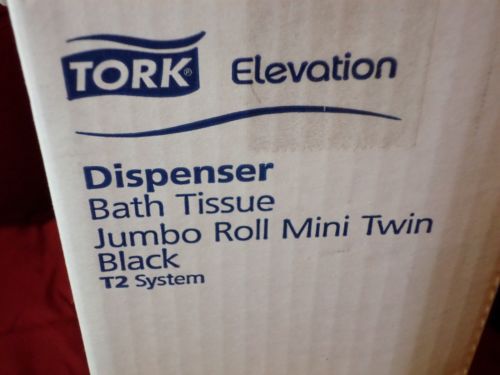 TORK® Elevation
Dispenser
Bath Tissue
Jumbo Roll Mini Twin
Black
T2 System